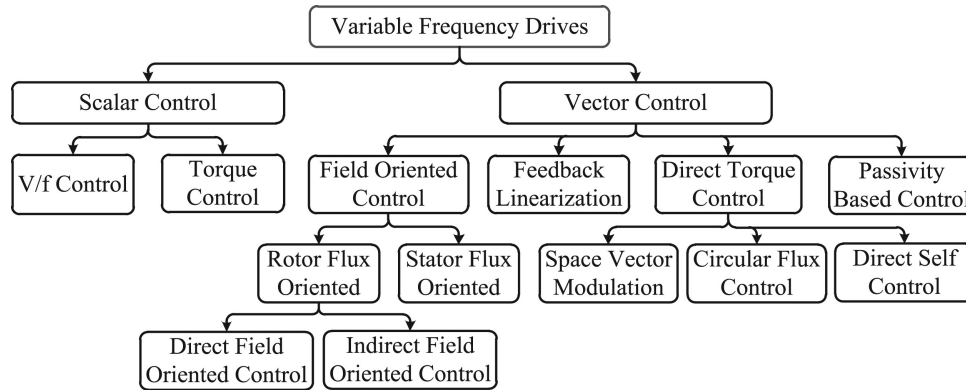 Variable Frequency Drives
Scalar Control
Vector Control
V/f Control
Torque
Control
Field Oriented
Control
Feedback
Linearization
Direct Torque
Control
Passivity
Based Control
Rotor Flux
Oriented
Stator Flux
Oriented
Space Vector
Modulation
Circular Flux
Control
Direct Self
Control
Direct Field
Oriented Control
Indirect Field
Oriented Control